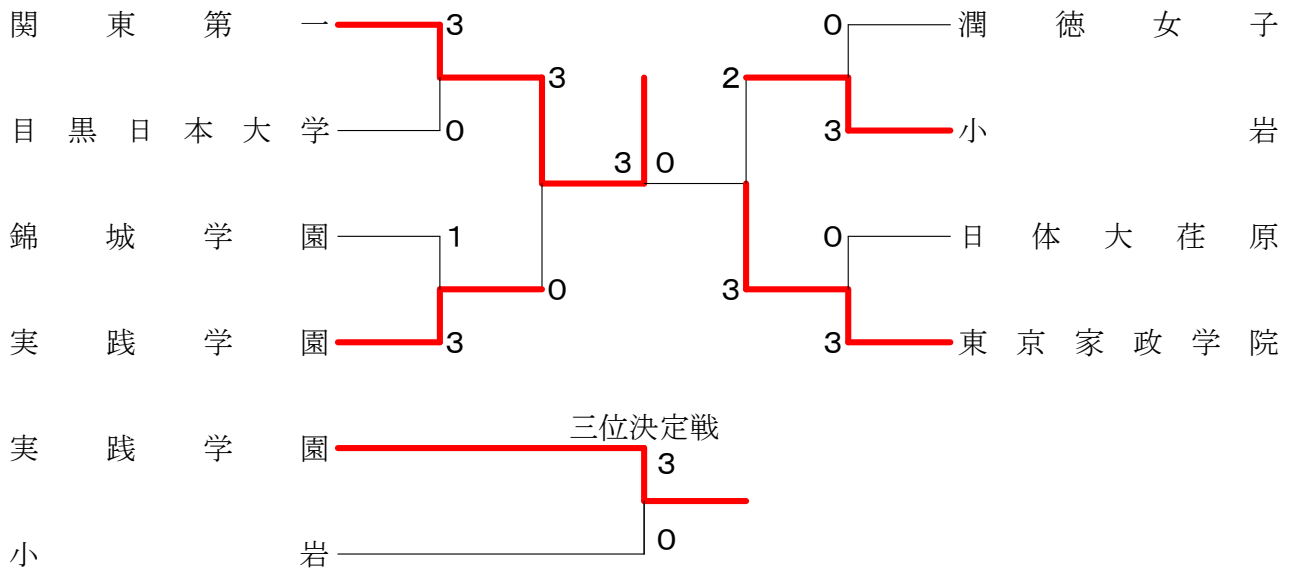 関東第一 3 0 潤徳女子
3 2
目黒日本大学 0 3 小岩
3 0
錦城学園 1 0 日体大荏原
0 3
実践学園 3 3 東京家政学院
三位決定戦
実践学園 3
小岩 0